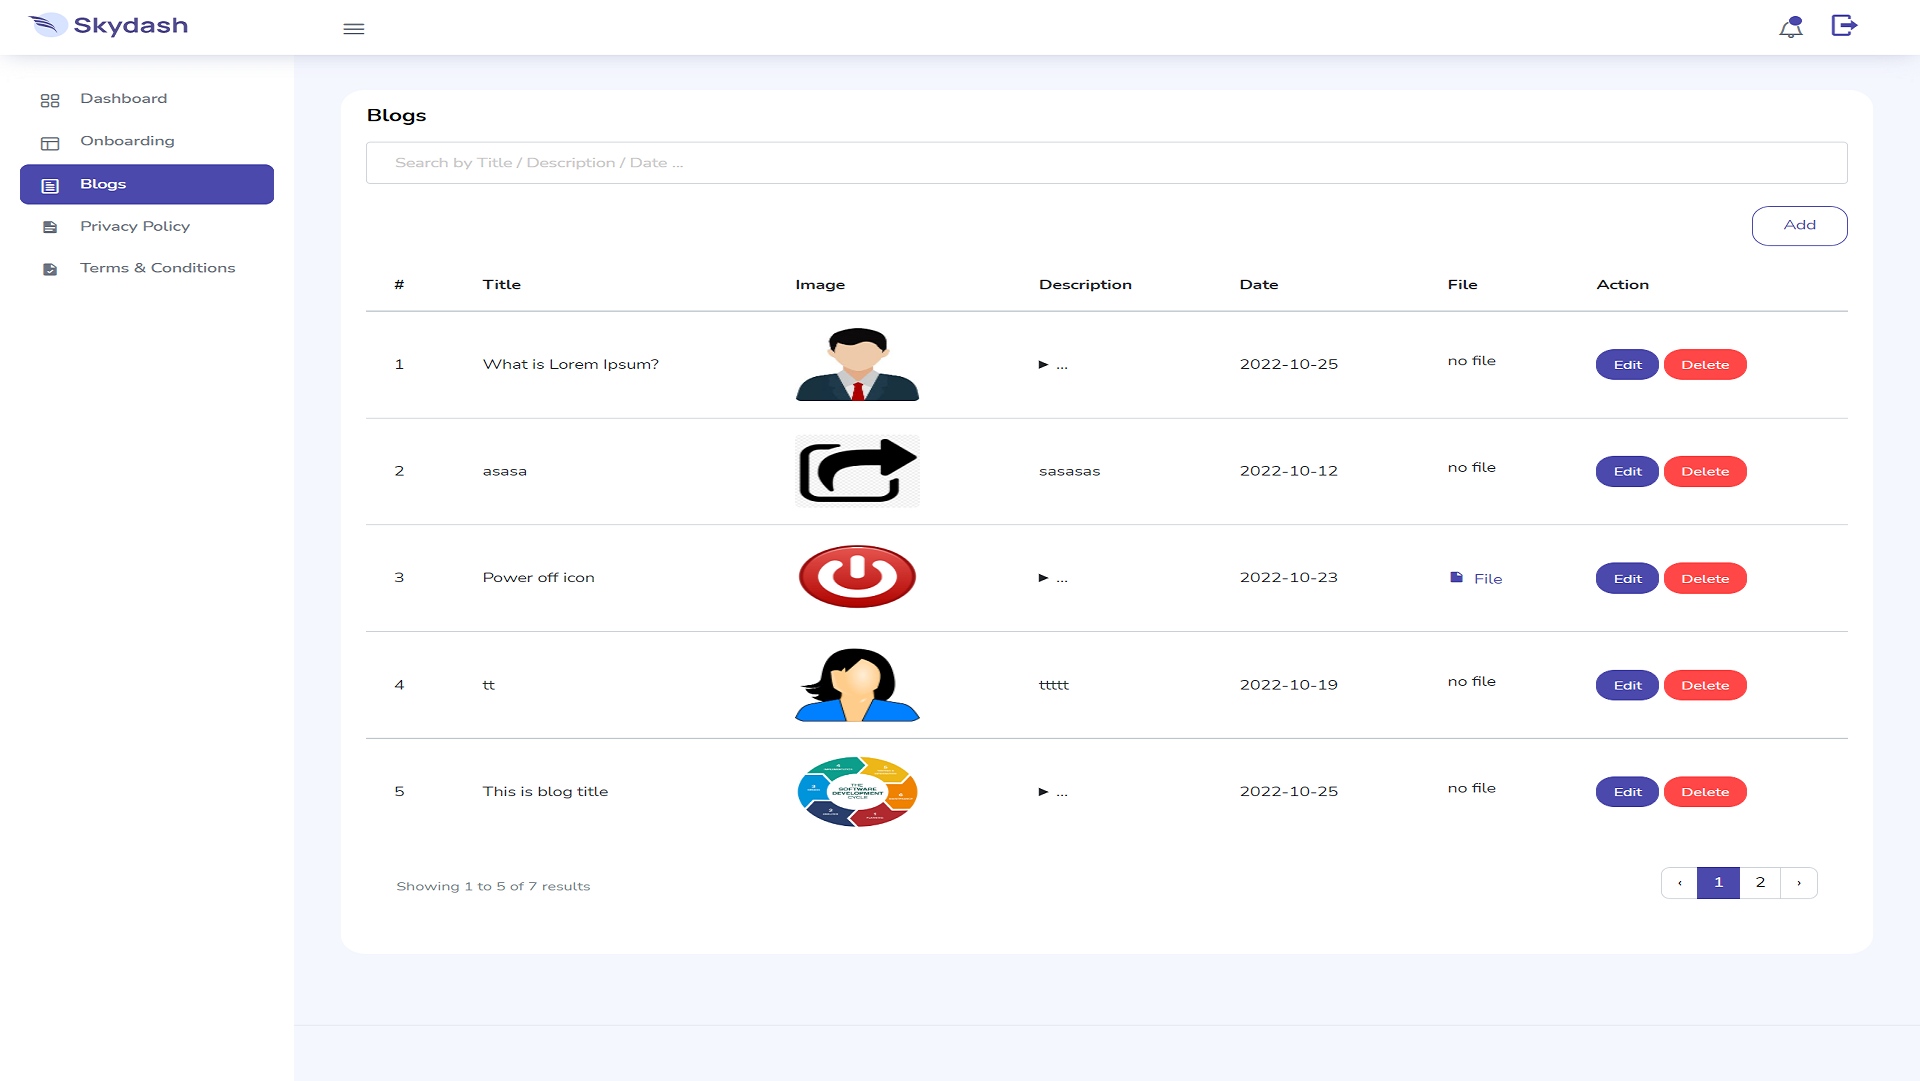 Skydash
Dashboard
Onboarding
Blogs
Privacy Policy
Terms & Conditions
Blogs
Search by Title / Description / Date ...
Add
# Title Image Description Date File Action
1 What is Lorem Ipsum? ► ... 2022-10-25 no file Edit Delete
2 asasa sasasas 2022-10-12 no file Edit Delete
3 Power off icon ► ... 2022-10-23 File Edit Delete
4 tt ttttt 2022-10-19 no file Edit Delete
5 This is blog title ► ... 2022-10-25 no file Edit Delete
THE
SOFTWARE
DEVELOPMENT
CYCLE
Showing 1 to 5 of 7 results
‹ 1 2 ›